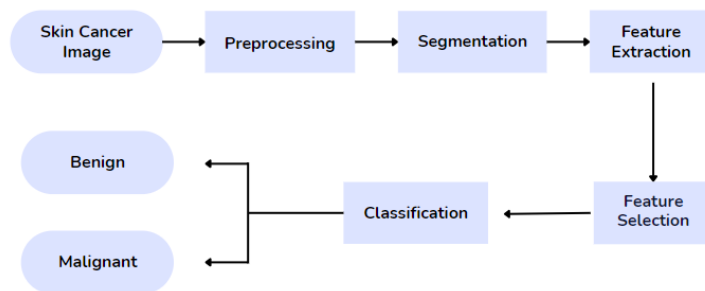 Skin Cancer
Image
Preprocessing
Segmentation
Feature
Extraction
Benign
Classification
Feature
Selection
Malignant